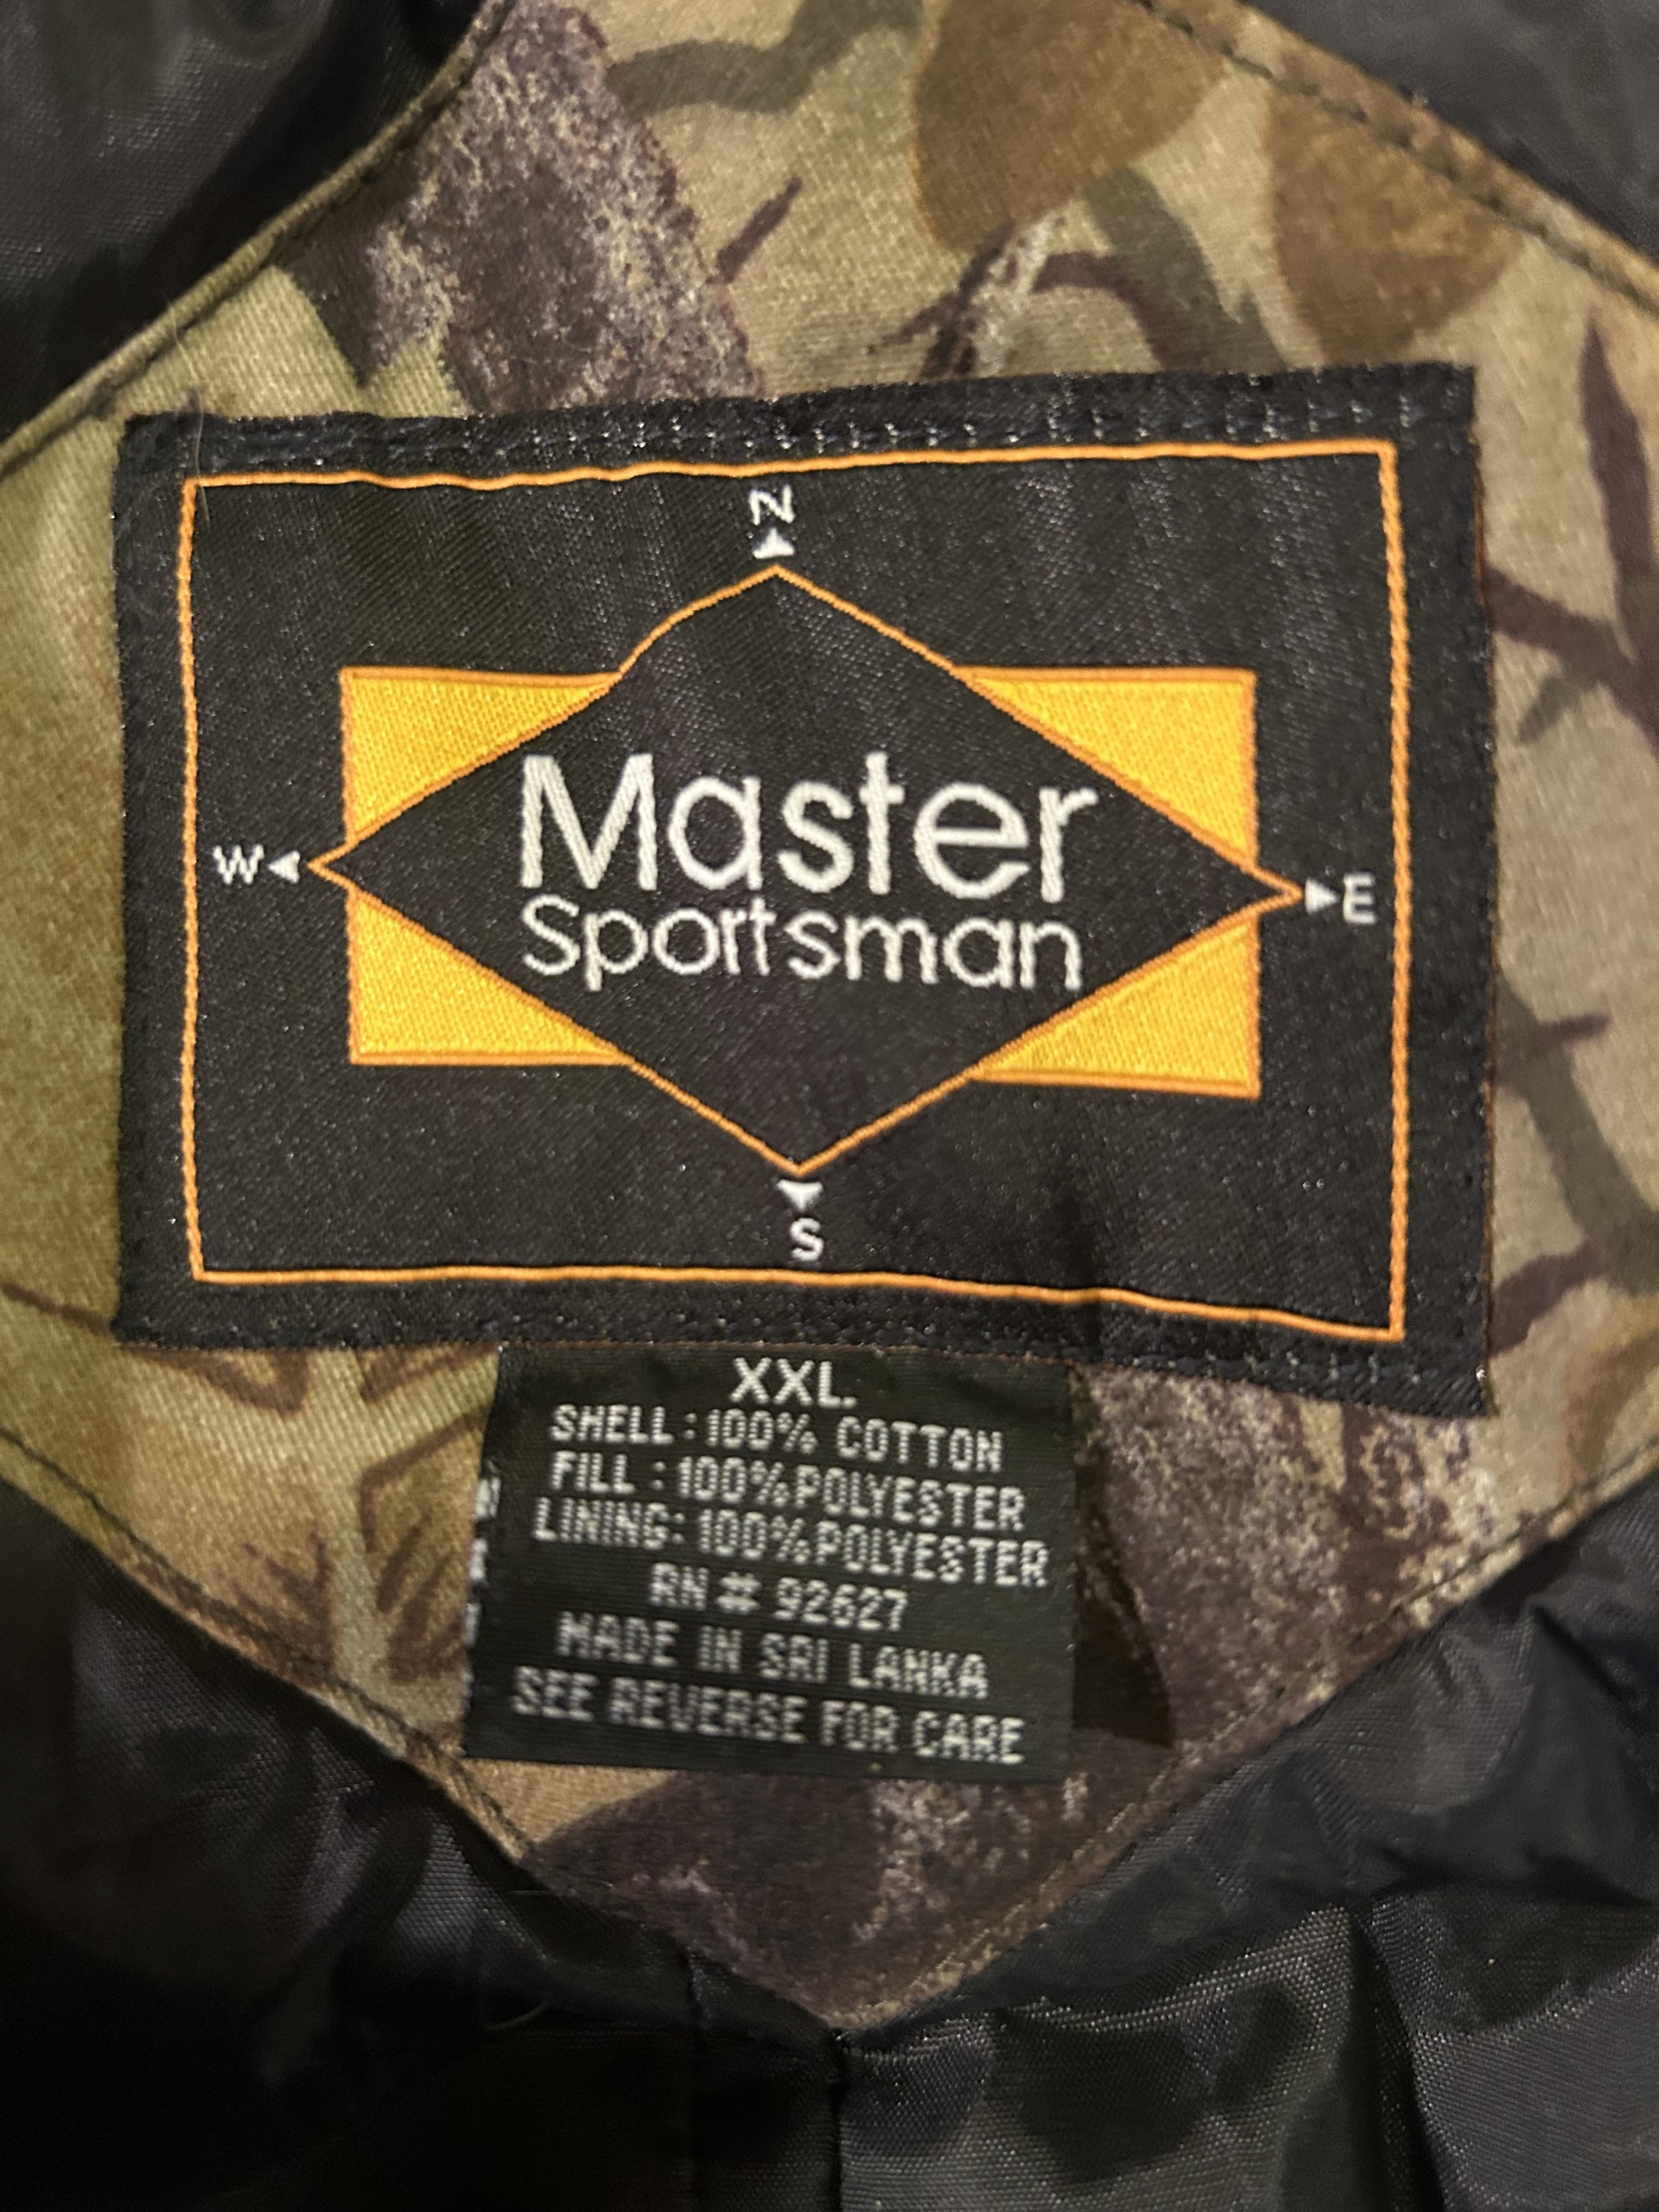 N
Master
W E
Sportsman
S
XXL.
SHELL : 100% COTTON
FILL : 100% POLYESTER
LINING: 100% POLYESTER
RN # 92627
MADE IN SRI LANKA
SEE REVERSE FOR CARE